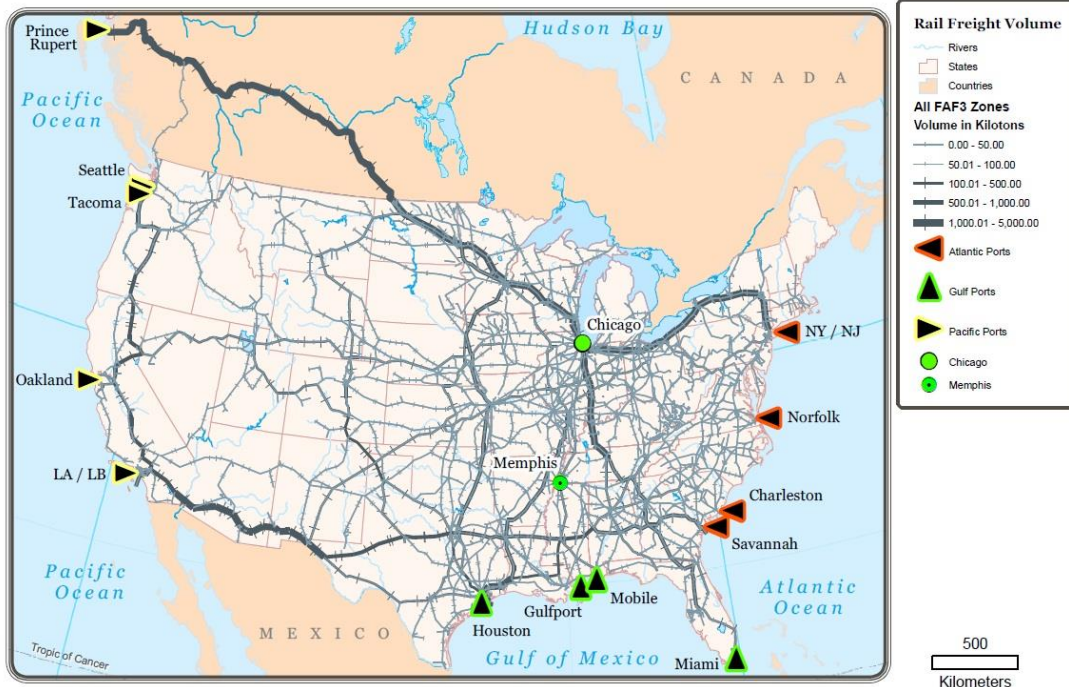 Prince
Rupert
Hudson Bay
CANADA
Pacific
Ocean
Seattle
Tacoma
Chicago
NY / NJ
Oakland
Norfolk
LA / LB
Memphis
Charleston
Savannah
Pacific
Ocean
Atlantic
Ocean
Mobile
Gulfport
Houston
MEXICO
Gulf of Mexico
Miami
Tropic of Cancer
Rail Freight Volume
Rivers
States
Countries
All FAF3 Zones
Volume in Kilotons
0.00 - 50.00
50.01 - 100.00
100.01 - 500.00
500.01 - 1,000.00
1,000.01 - 5,000.00
Atlantic Ports
Gulf Ports
Pacific Ports
Chicago
Memphis
500
Kilometers